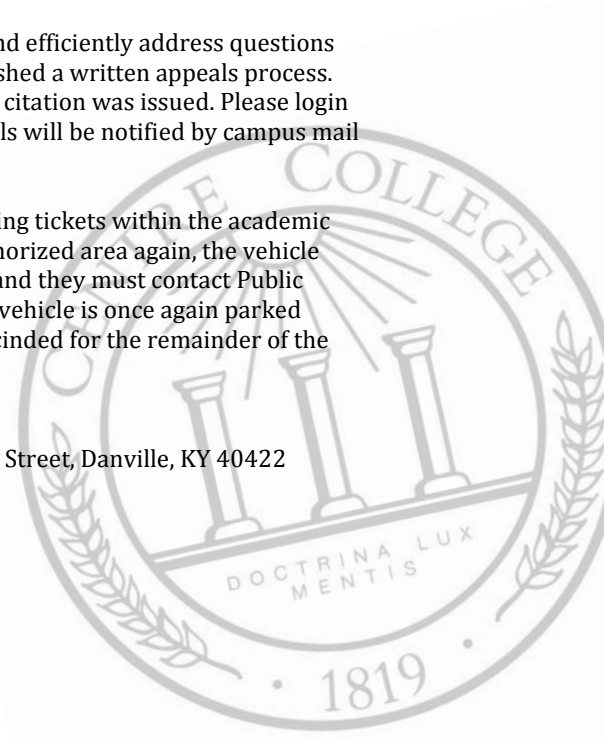 nd efficiently address questions
shed a written appeals process.
citation was issued. Please login
ls will be notified by campus mail
ing tickets within the academic
orized area again, the vehicle
and they must contact Public
vehicle is once again parked
cinded for the remainder of the
Street, Danville, KY 40422
CENTRE COLLEGE
DOCTRINA LUX
MENTIS
· 1819 ·